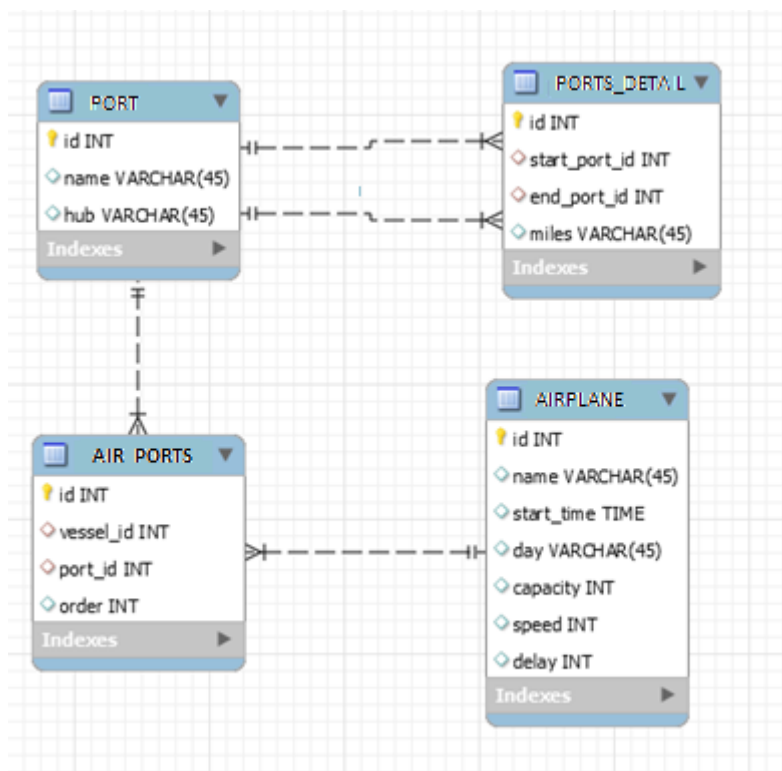 PORT
id INT
name VARCHAR(45)
hub VARCHAR(45)
Indexes
PORTS_DETAIL
id INT
start_port_id INT
end_port_id INT
miles VARCHAR(45)
Indexes
AIR PORTS
id INT
vessel_id INT
port_id INT
order INT
Indexes
AIRPLANE
id INT
name VARCHAR(45)
start_time TIME
day VARCHAR(45)
capacity INT
speed INT
delay INT
Indexes